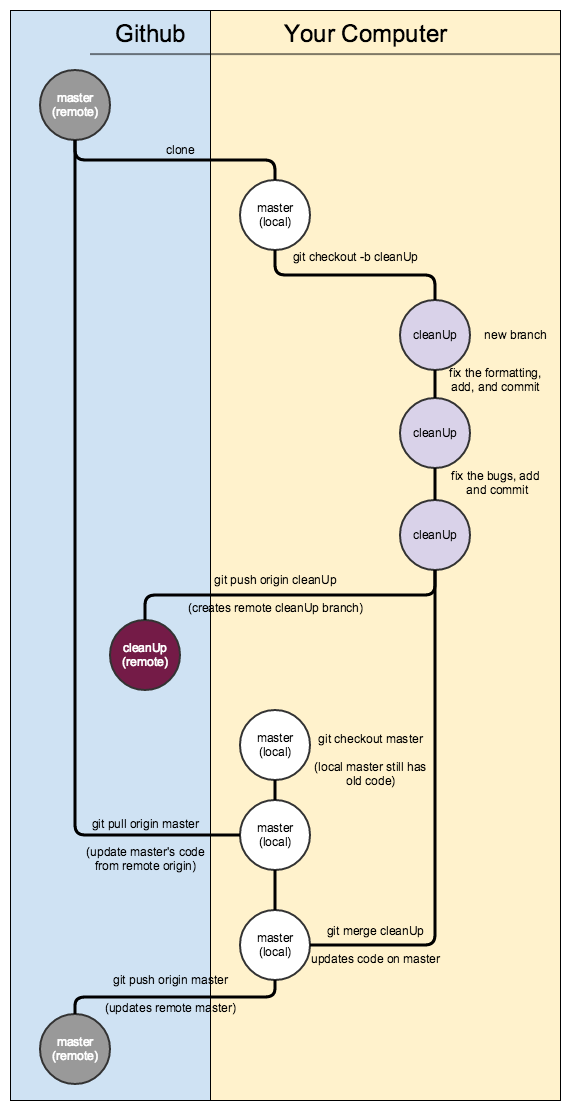 Github
Your Computer
master
(remote)
clone
master
(local)
git checkout -b cleanUp
cleanUp
new branch
fix the formatting,
add, and commit
cleanUp
fix the bugs, add
and commit
cleanUp
git push origin cleanUp
(creates remote cleanUp branch)
cleanUp
(remote)
master
(local)
git checkout master
(local master still has
old code)
git pull origin master
(update master's code
from remote origin)
master
(local)
master
(local)
git merge cleanUp
updates code on master
git push origin master
(updates remote master)
master
(remote)